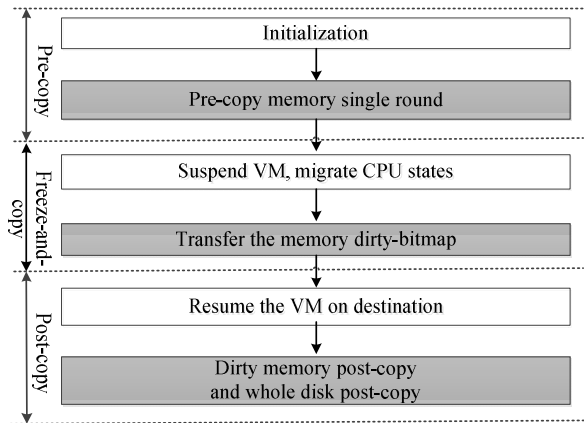 Pre-copy
Initialization
Pre-copy memory single round
Freeze-and-
copy
Suspend VM, migrate CPU states
Transfer the memory dirty-bitmap
Post-copy
Resume the VM on destination
Dirty memory post-copy
and whole disk post-copy